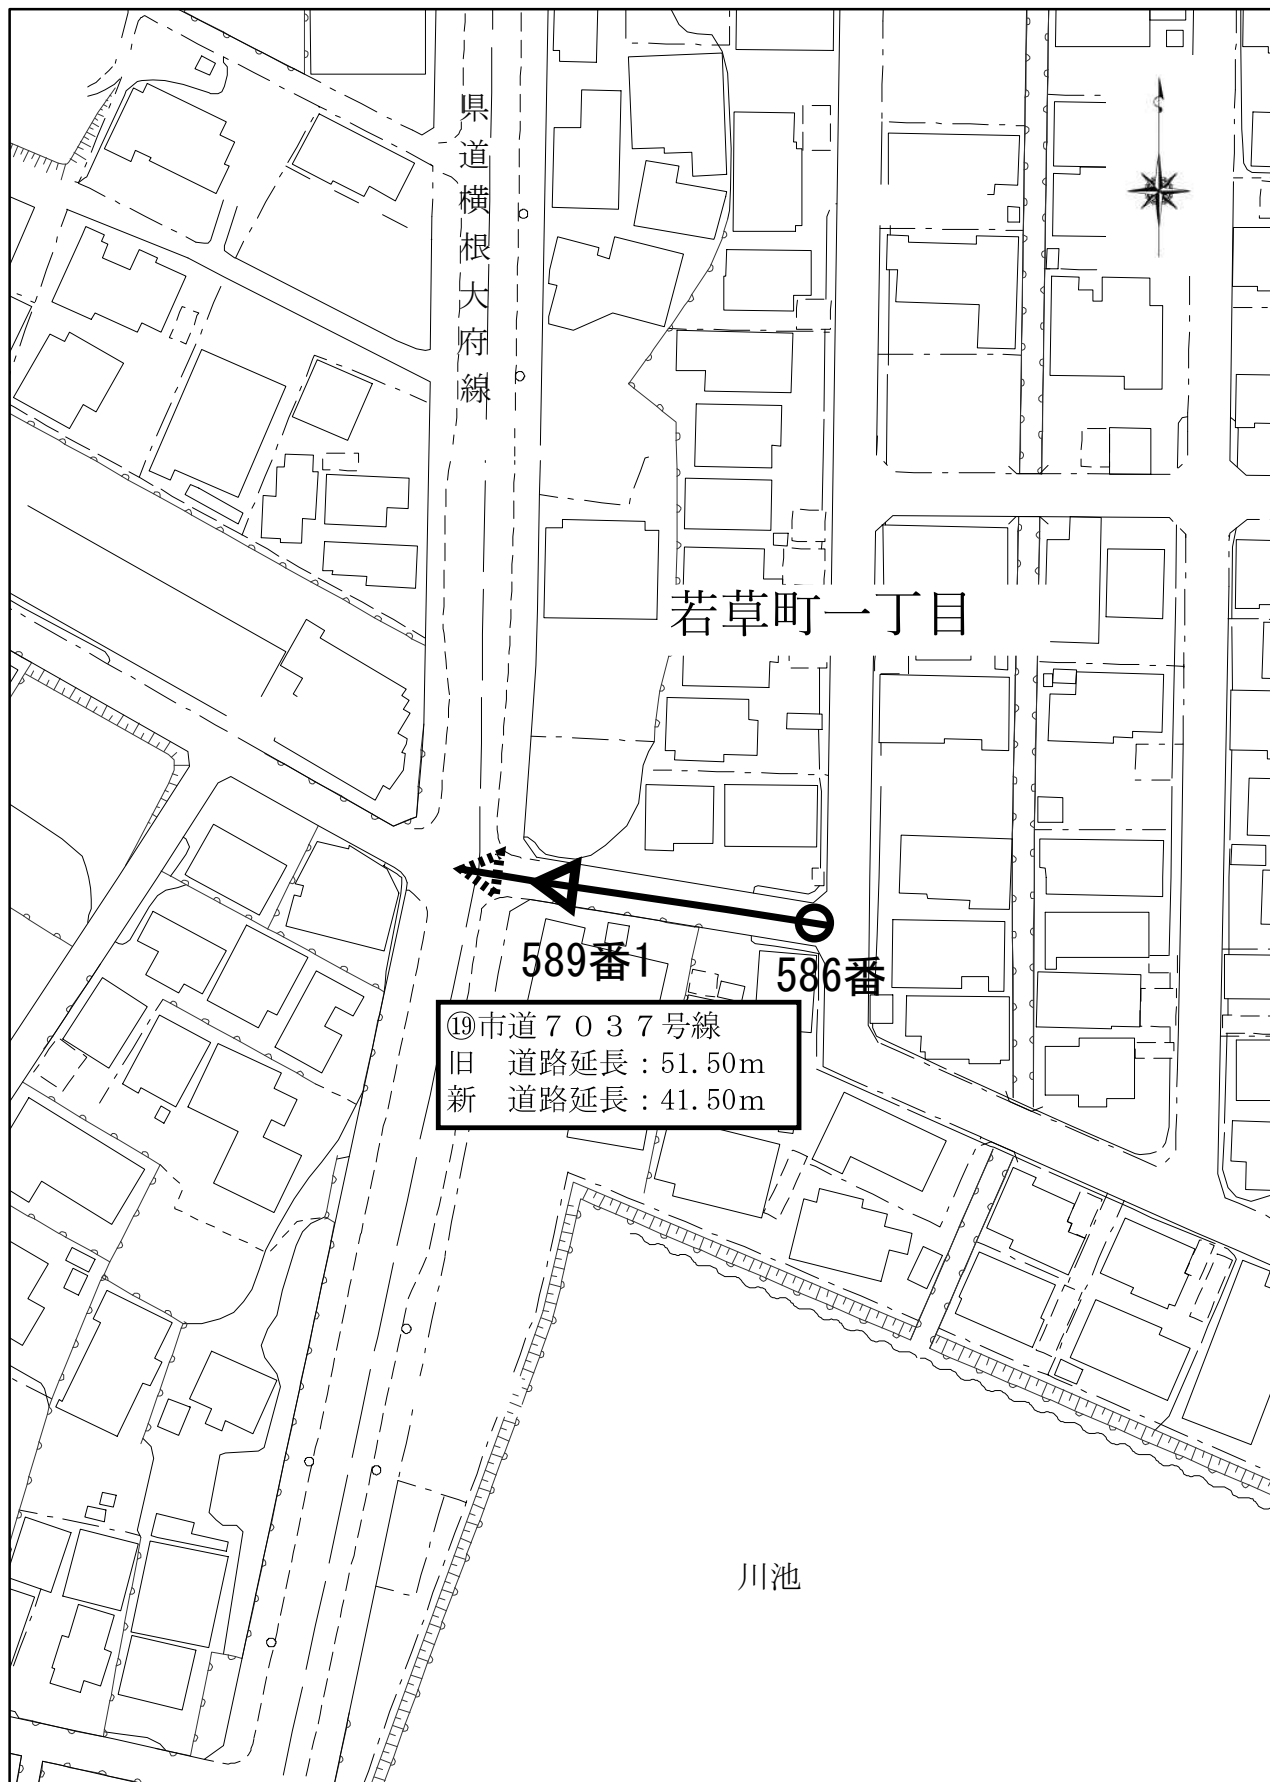 県道横根大府線
若草町一丁目
589番1
586番
⑲市道７０３７号線
旧　道路延長：51.50m
新　道路延長：41.50m
川池